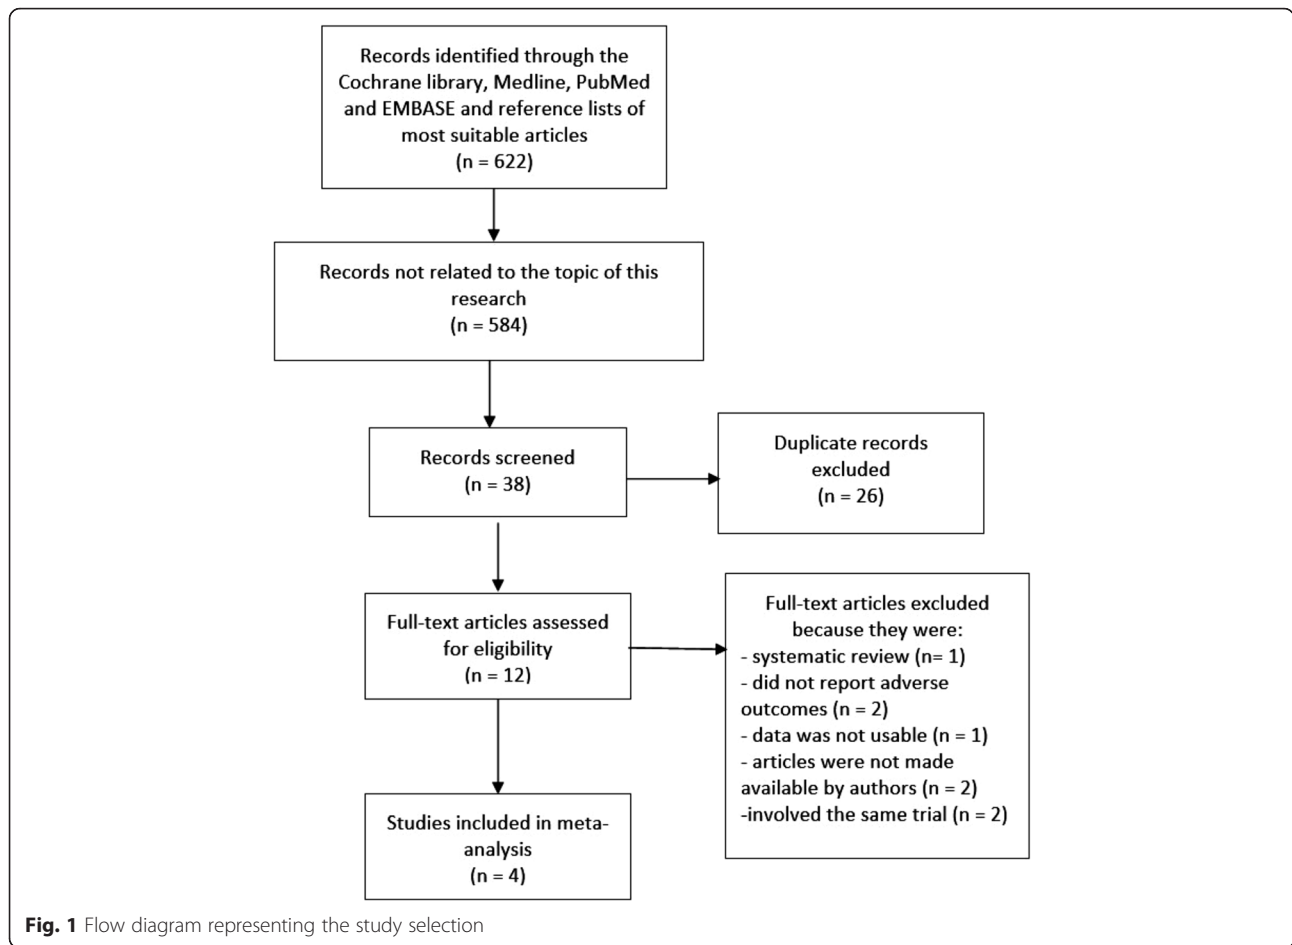 Records identified through the
Cochrane library, Medline, PubMed
and EMBASE and reference lists of
most suitable articles
(n = 622)
Records not related to the topic of this
research
(n = 584)
Records screened
(n = 38)
Duplicate records
excluded
(n = 26)
Full-text articles assessed
for eligibility
(n = 12)
Full-text articles excluded
because they were:
- systematic review (n= 1)
- did not report adverse
outcomes (n = 2)
- data was not usable (n = 1)
- articles were not made
available by authors (n = 2)
-involved the same trial (n = 2)
Studies included in meta-
analysis
(n = 4)
Fig. 1 Flow diagram representing the study selection